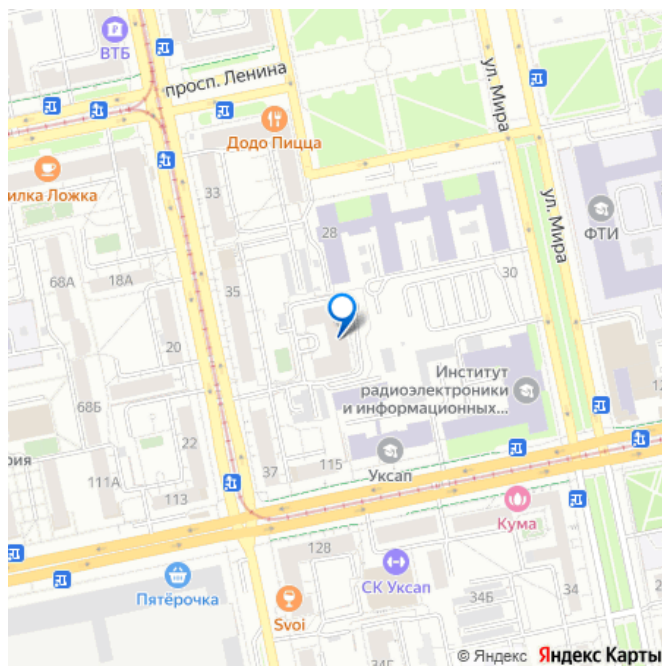 ВТБ
просп. Ленина
Додо Пицца
ул. Мира
илка Ложка
33
ул. Мира
ФТИ
28
68А
18А
35
30
20
Институт
радиоэлектроники
и информационных...
68Б
22
рия
37
115
Уксап
111А
113
Кума
128
СК Уксап
Пятёрочка
34Б
34
Svoi
© Яндекс Яндекс Карты